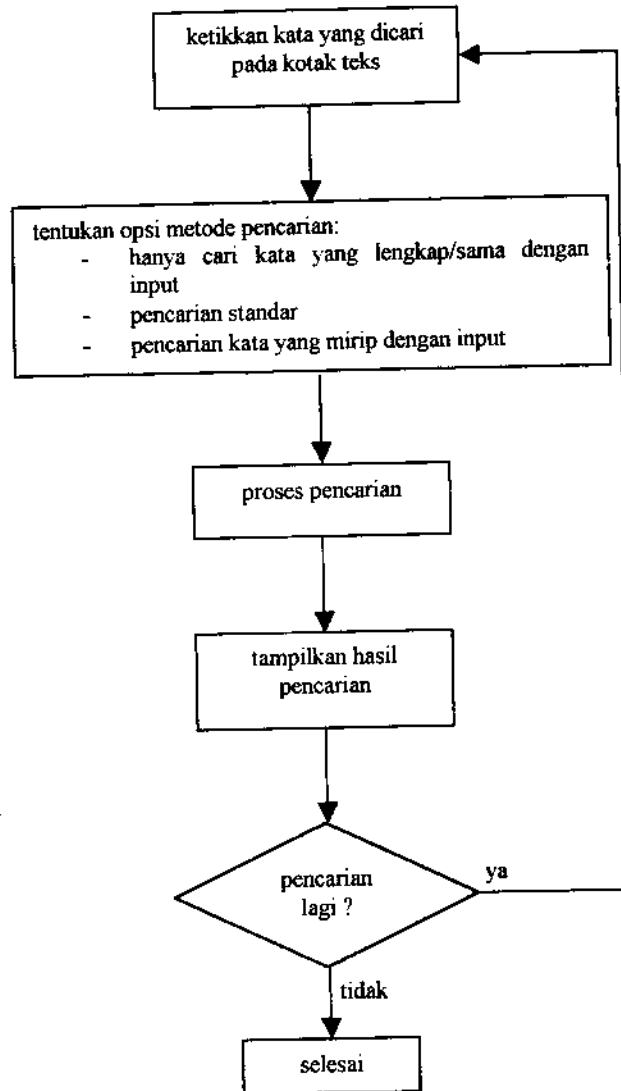 ketikkan kata yang dicari
pada kotak teks
tentukan opsi metode pencarian:
- hanya cari kata yang lengkap/sama dengan
input
- pencarian standar
- pencarian kata yang mirip dengan input
proses pencarian
tampilkan hasil
pencarian
pencarian
lagi ?
ya
tidak
selesai